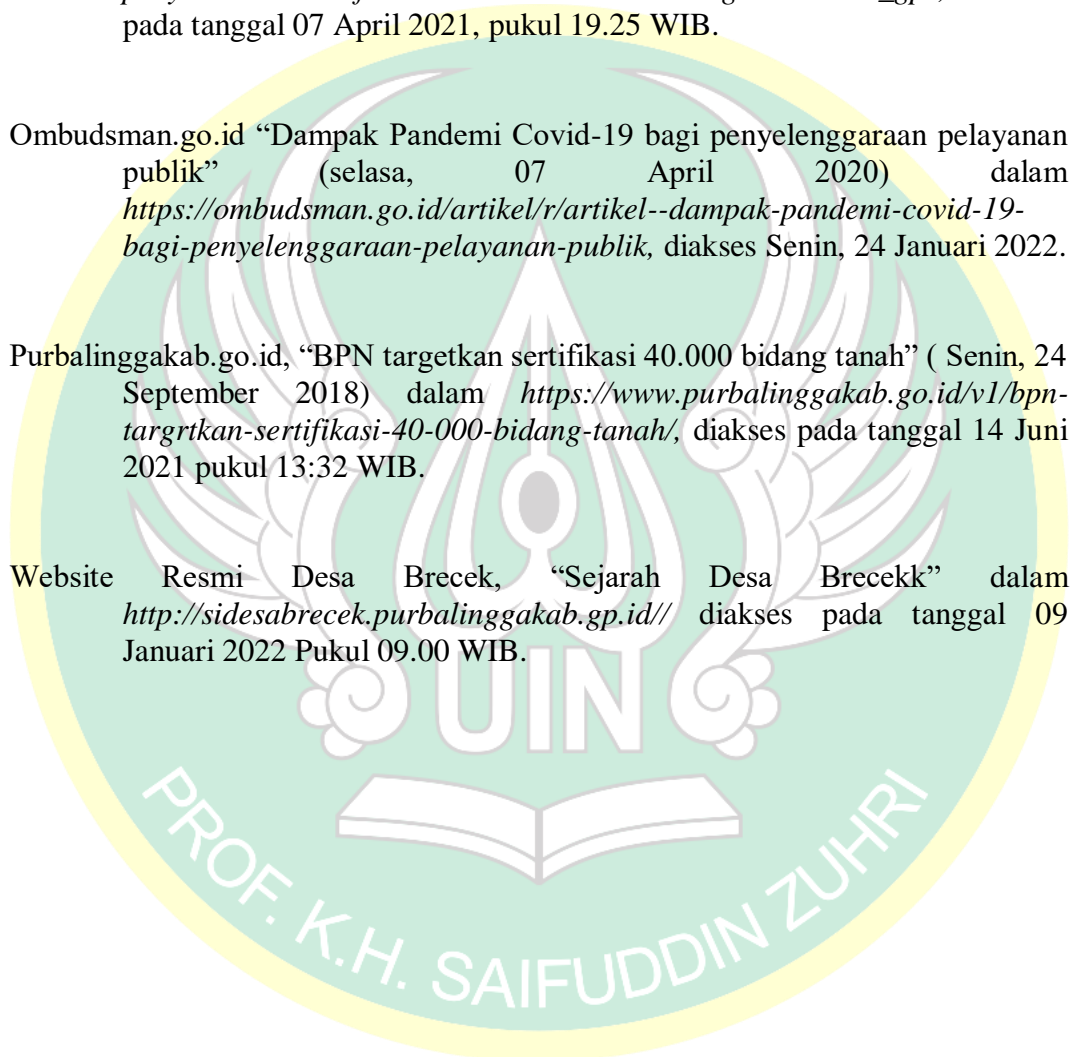 pada tanggal 07 April 2021, pukul 19.25 WIB.
Ombudsman.go.id “Dampak Pandemi Covid-19 bagi penyelenggaraan pelayanan
publik” (selasa, 07 April 2020) dalam
https://ombudsman.go.id/artikel/r/artikel--dampak-pandemi-covid-19-
bagi-penyelenggaraan-pelayanan-publik, diakses Senin, 24 Januari 2022.
Purbalinggakab.go.id, “BPN targetkan sertifikasi 40.000 bidang tanah” ( Senin, 24
September 2018) dalam https://www.purbalinggakab.go.id/v1/bpn-
targrtkan-sertifikasi-40-000-bidang-tanah/, diakses pada tanggal 14 Juni
2021 pukul 13:32 WIB.
Website Resmi Desa Brecek, “Sejarah Desa Brecekk” dalam
http://sidesabrecek.purbalinggakab.gp.id// diakses pada tanggal 09
Januari 2022 Pukul 09.00 WIB.
UIN
PROF. K.H. SAIFUDDIN ZUHRI